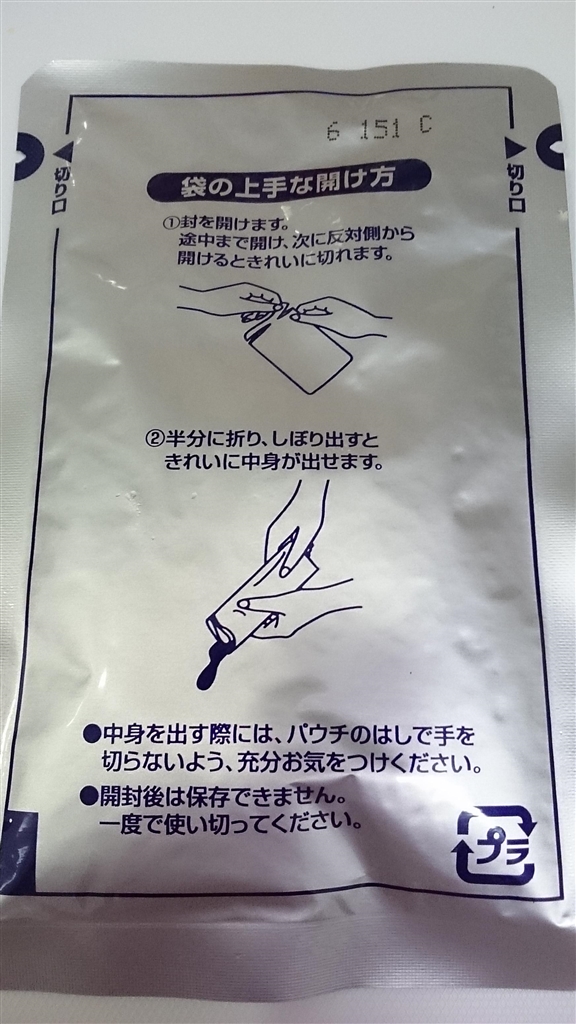 6 151 C
切り口
切り口
袋の上手な開け方
①封を開けます。
途中まで開け、次に反対側から
開けるときれいに切れます。
②半分に折り、しぼり出すと
きれいに中身が出せます。
●中身を出す際には、パウチのはしで手を
切らないよう、充分お気をつけください。
●開封後は保存できません。
一度で使い切ってください。
プラ